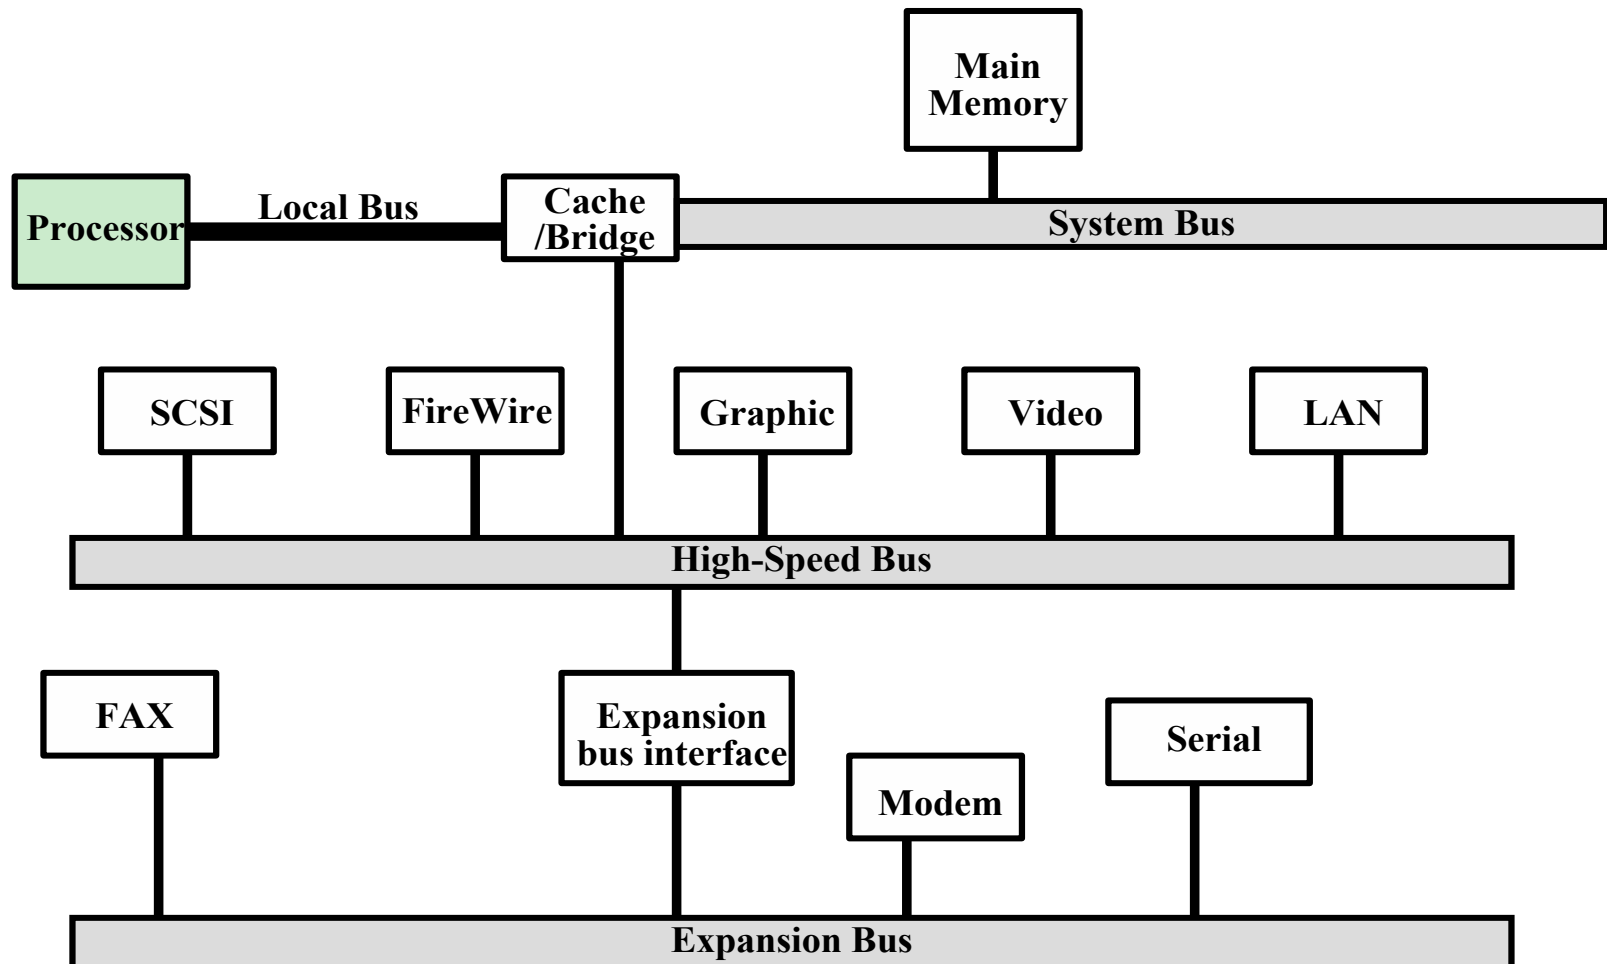 Main
Memory
Processor
Local Bus
Cache
/Bridge
System Bus
SCSI
FireWire
Graphic
Video
LAN
High-Speed Bus
FAX
Expansion
bus interface
Modem
Serial
Expansion Bus